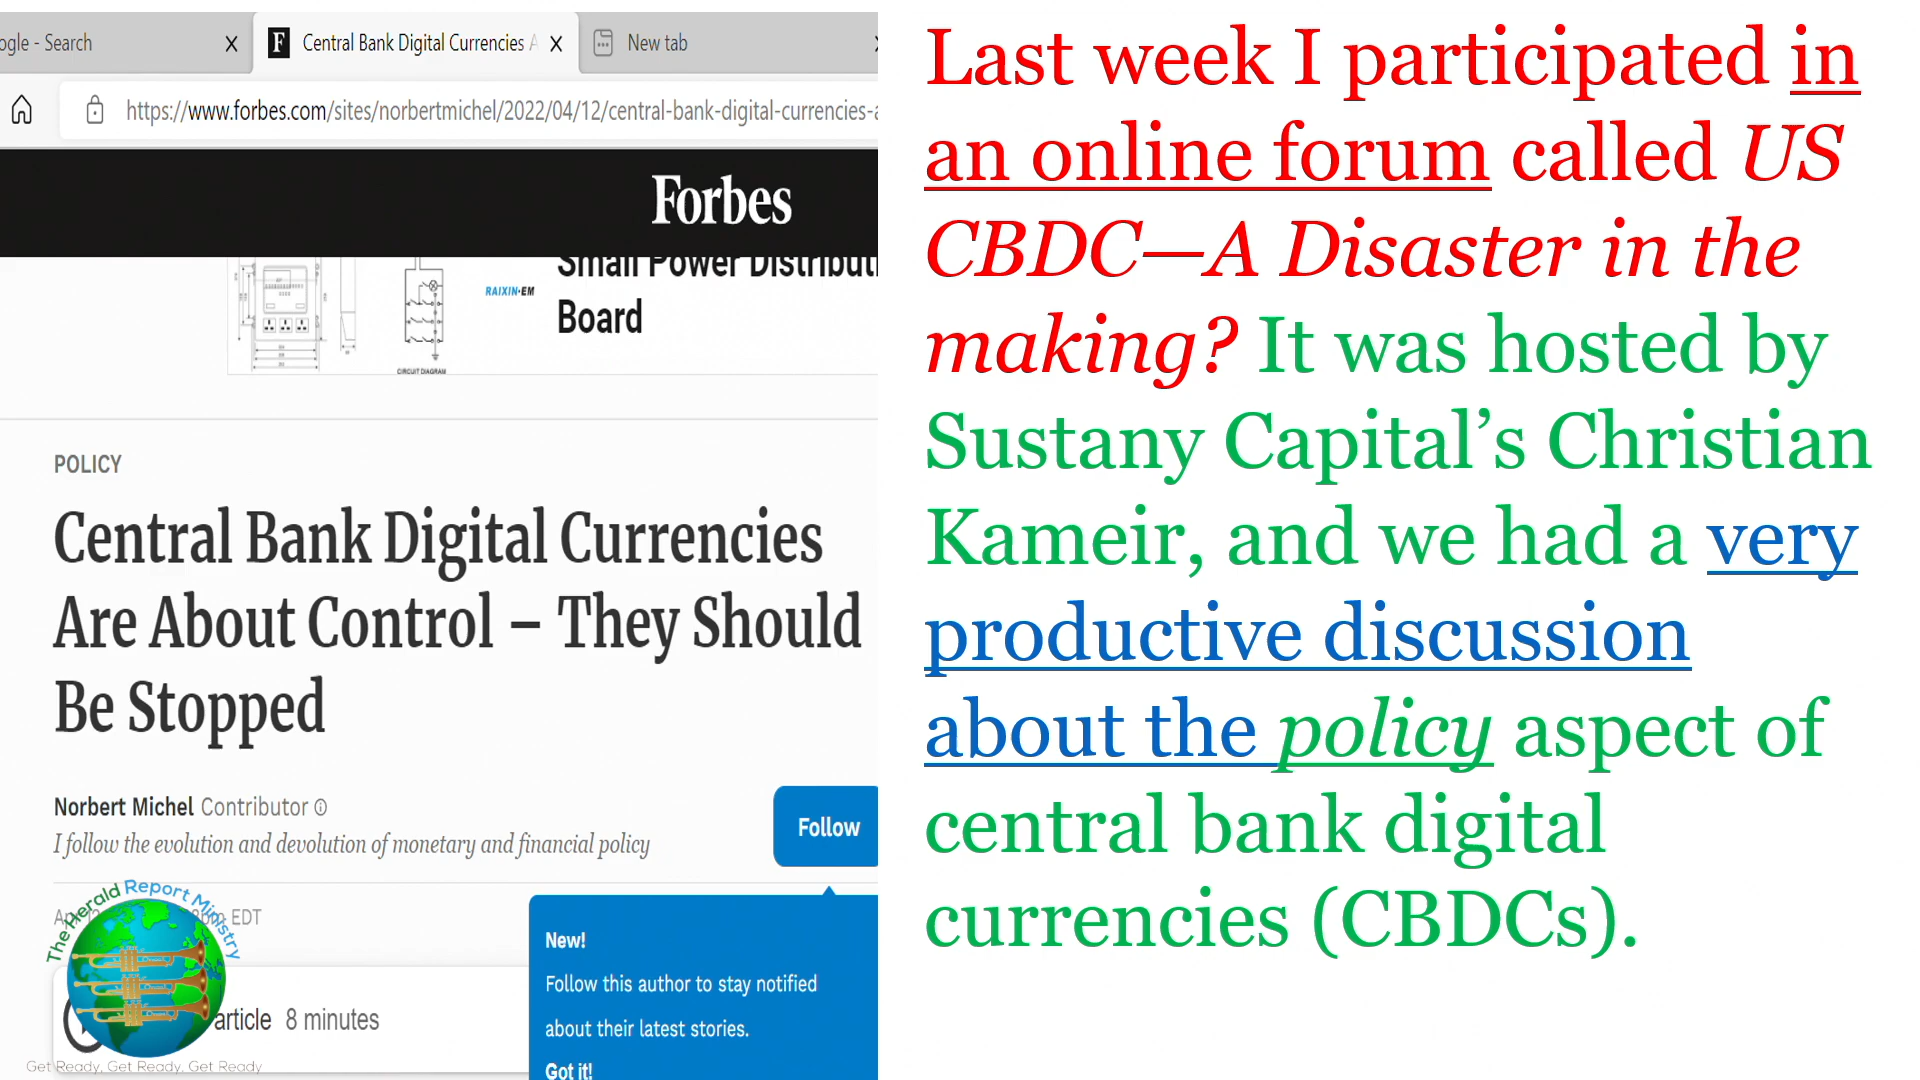 ogle - Search
Central Bank Digital Currencies A
New tab
https://www.forbes.com/sites/norbertmichel/2022/04/12/central-bank-digital-currencies-a
Forbes
Small Power Distributi
Board
RAIXIN-EM
CIRCUIT DIAGRAM
POLICY
Central Bank Digital Currencies
Are About Control – They Should
Be Stopped
Norbert Michel Contributor
I follow the evolution and devolution of monetary and financial policy
Follow
EDT
The Herald Report Ministry
article 8 minutes
Get Ready, Get Ready, Get Ready
New!
Follow this author to stay notified
about their latest stories.
Got it!
Last week I participated in
an online forum called US
CBDC—A Disaster in the
making? It was hosted by
Sustany Capital’s Christian
Kameir, and we had a very
productive discussion
about the policy aspect of
central bank digital
currencies (CBDCs).